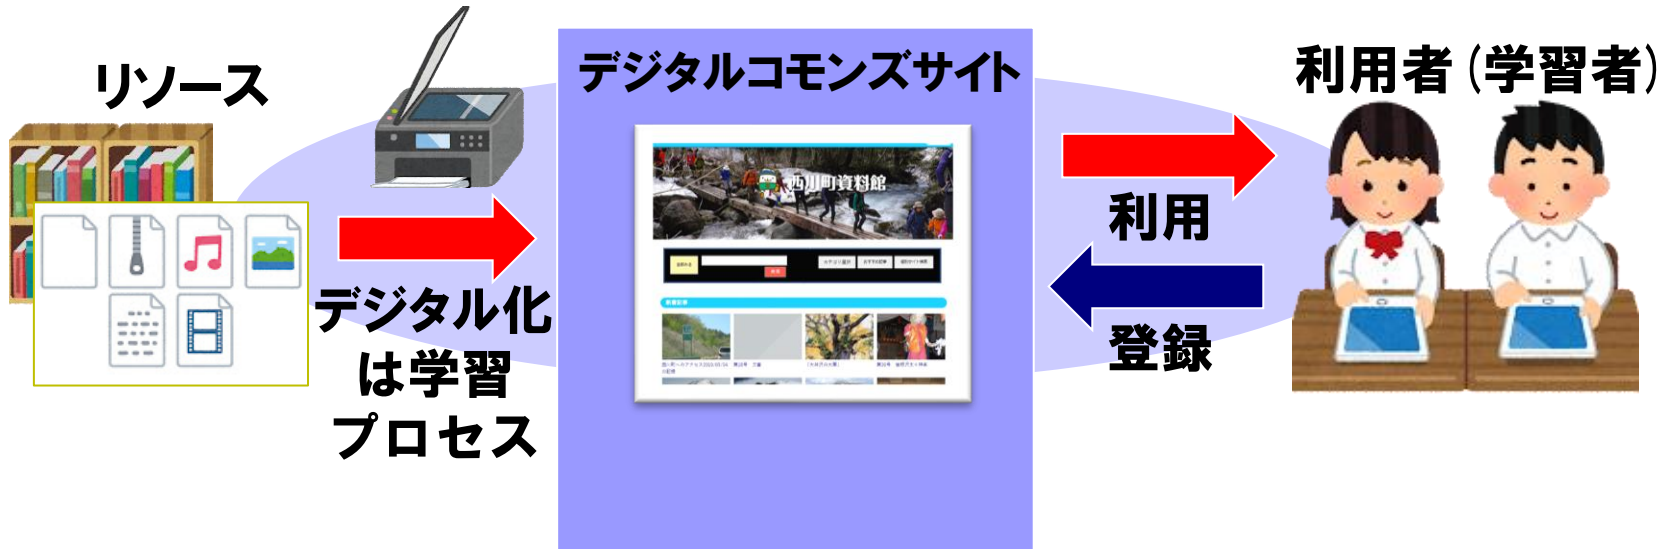 リソース
デジタル化
は学習
プロセス
デジタルコモンズサイト
西川町資料館
利用
登録
利用者(学習者)